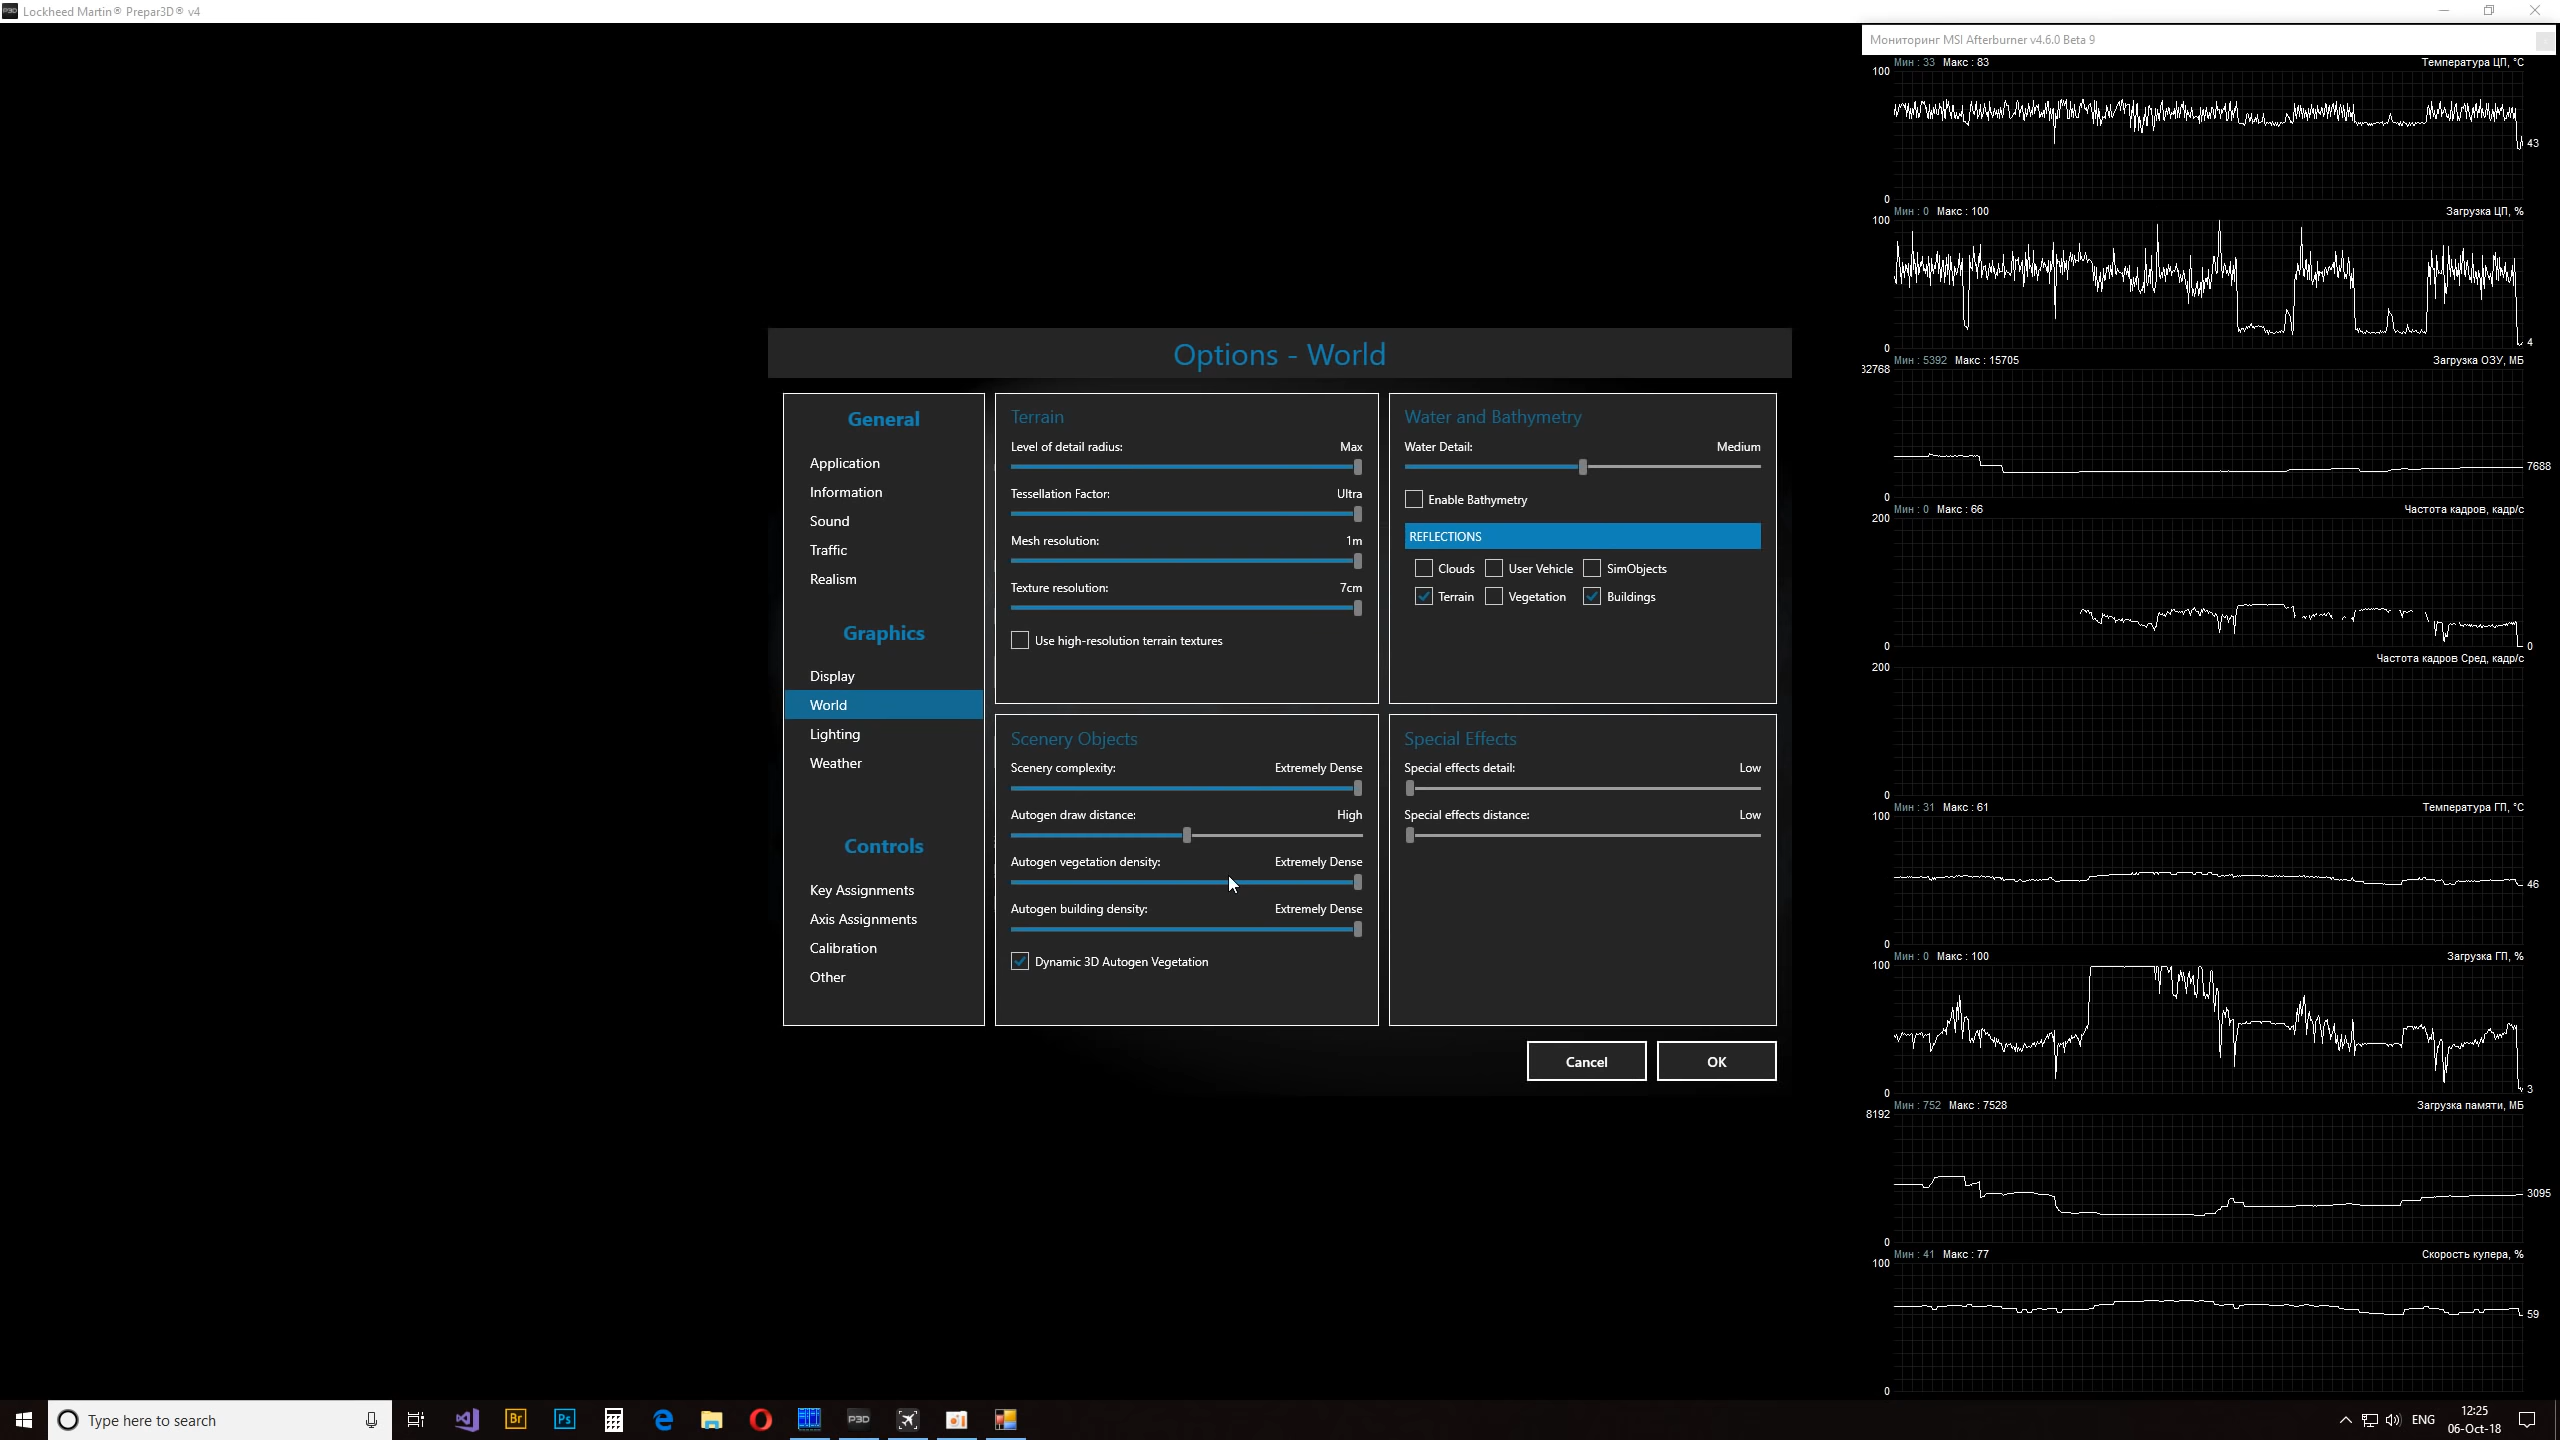 Lockheed Martin® Prepar3D® v4
Options - World
General
Application
Information
Sound
Traffic
Realism
Graphics
Display
World
Lighting
Weather
Controls
Key Assignments
Axis Assignments
Calibration
Other
Terrain
Level of detail radius: Max
Tessellation Factor: Ultra
Mesh resolution: 1m
Texture resolution: 7cm
Use high-resolution terrain textures
Water and Bathymetry
Water Detail: Medium
Enable Bathymetry
REFLECTIONS
Clouds User Vehicle SimObjects
Terrain Vegetation Buildings
Scenery Objects
Scenery complexity: Extremely Dense
Autogen draw distance: High
Autogen vegetation density: Extremely Dense
Autogen building density: Extremely Dense
Dynamic 3D Autogen Vegetation
Special Effects
Special effects detail: Low
Special effects distance: Low
Cancel OK
Мониторинг MSI Afterburner v4.6.0 Beta 9
Мин : 33 Макс : 83 Температура ЦП, °C
100
43
0
Мин : 0 Макс : 100 Загрузка ЦП, %
100
4
0
Мин : 5392 Макс : 15705 Загрузка ОЗУ, МБ
32768
7688
0
Мин : 0 Макс : 66 Частота кадров, кадр/с
200
0
0
Частота кадров Сред, кадр/с
200
0
Мин : 31 Макс : 61 Температура ГП, °C
100
46
0
Мин : 0 Макс : 100 Загрузка ГП, %
100
3
0
Мин : 752 Макс : 7528 Загрузка памяти, МБ
8192
3095
0
Мин : 41 Макс : 77 Скорость кулера, %
100
59
0
Type here to search
Br
Ps
P3D
ENG
12:25
06-Oct-18